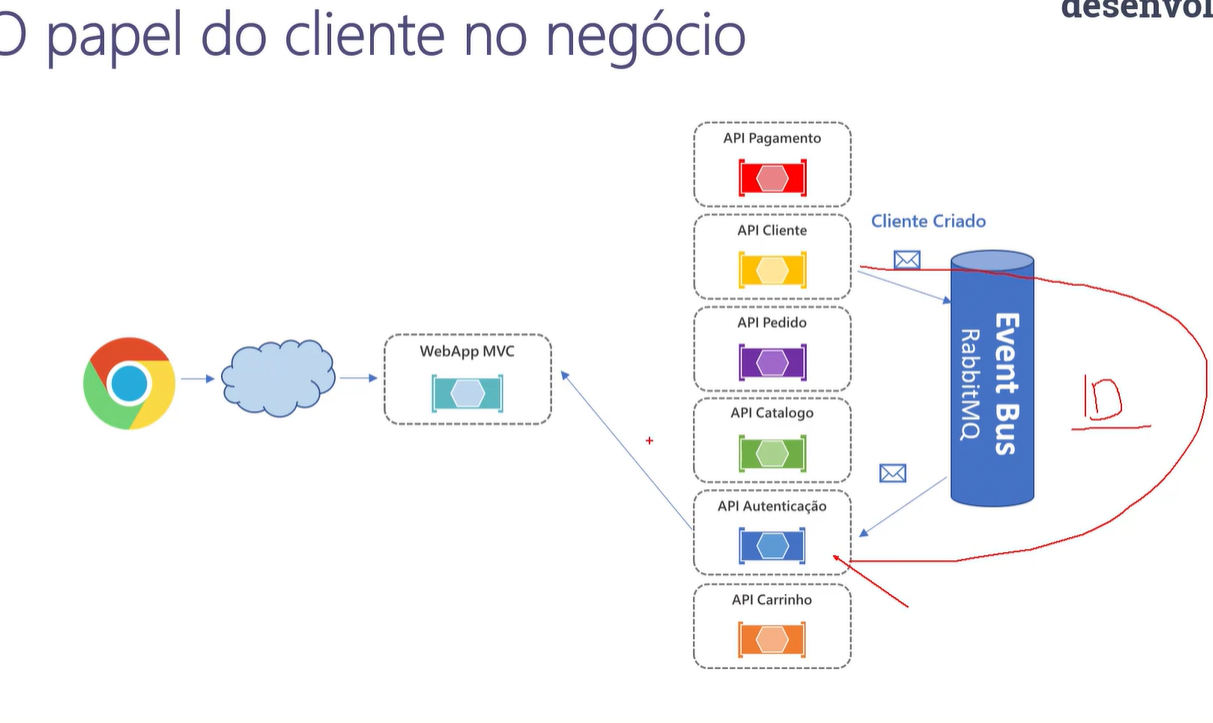 O papel do cliente no negócio
desenvol
API Pagamento
API Cliente
Cliente Criado
API Pedido
WebApp MVC
Event Bus
RabbitMQ
ID
API Catalogo
API Autenticação
API Carrinho